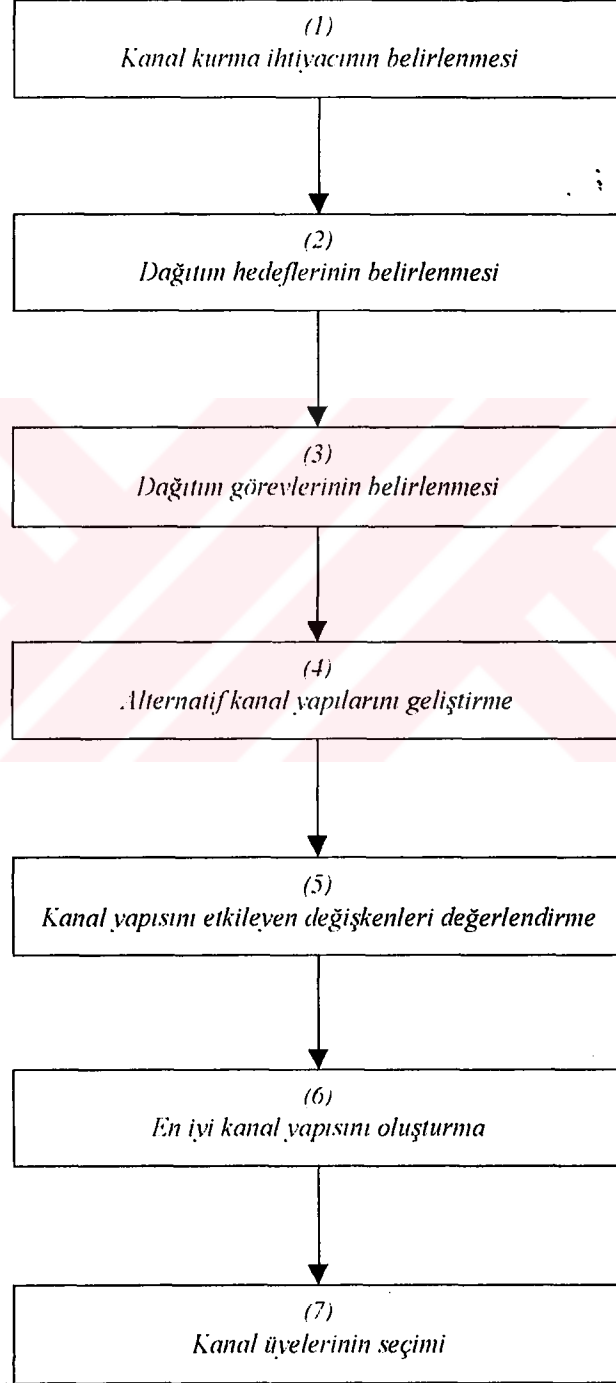 (1)
Kanal kurma ihtiyacının belirlenmesi
(2)
Dağıtım hedeflerinin belirlenmesi
(3)
Dağıtım görevlerinin belirlenmesi
(4)
Alternatif kanal yapılarını geliştirme
(5)
Kanal yapısını etkileyen değişkenleri değerlendirme
(6)
En iyi kanal yapısını oluşturma
(7)
Kanal üyelerinin seçimi